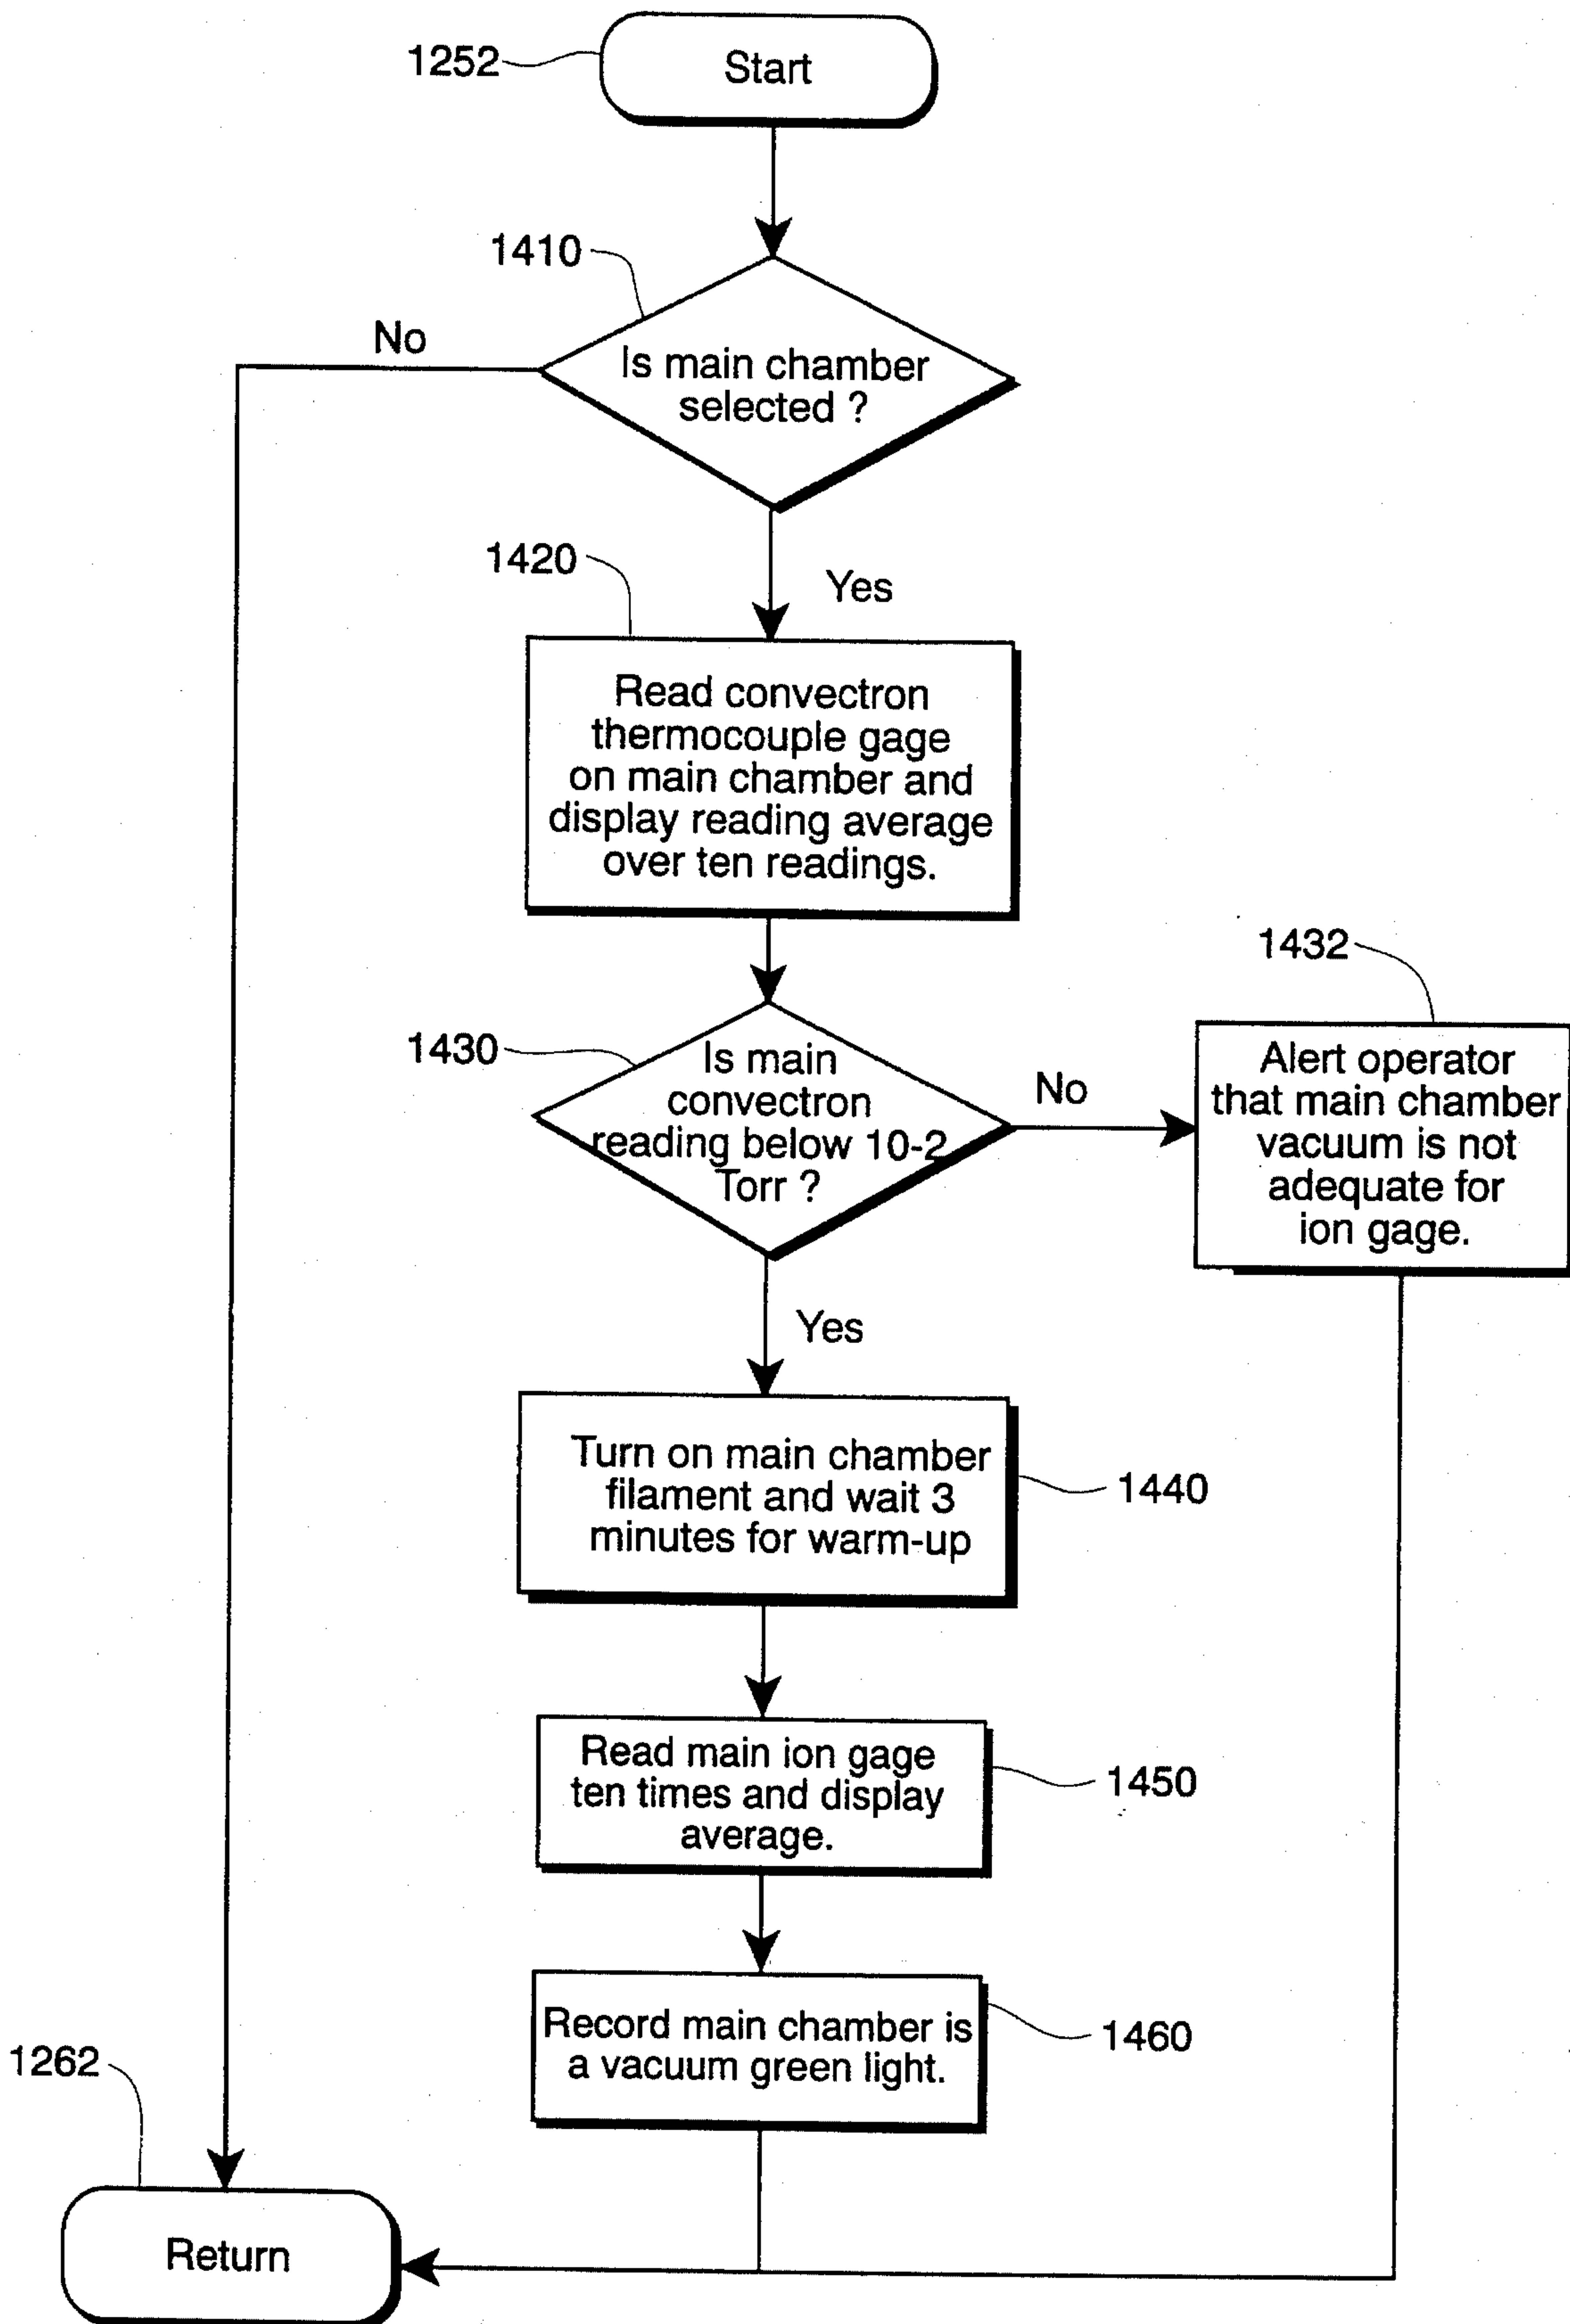 1252
Start
1410
No
Is main chamber
selected ?
1420
Yes
Read convectron
thermocouple gage
on main chamber and
display reading average
over ten readings.
1432
1430
Is main
convectron
reading below 10-2
Torr ?
No
Alert operator
that main chamber
vacuum is not
adequate for
ion gage.
Yes
Turn on main chamber
filament and wait 3
minutes for warm-up
1440
Read main ion gage
ten times and display
average.
1450
Record main chamber is
a vacuum green light.
1460
1262
Return